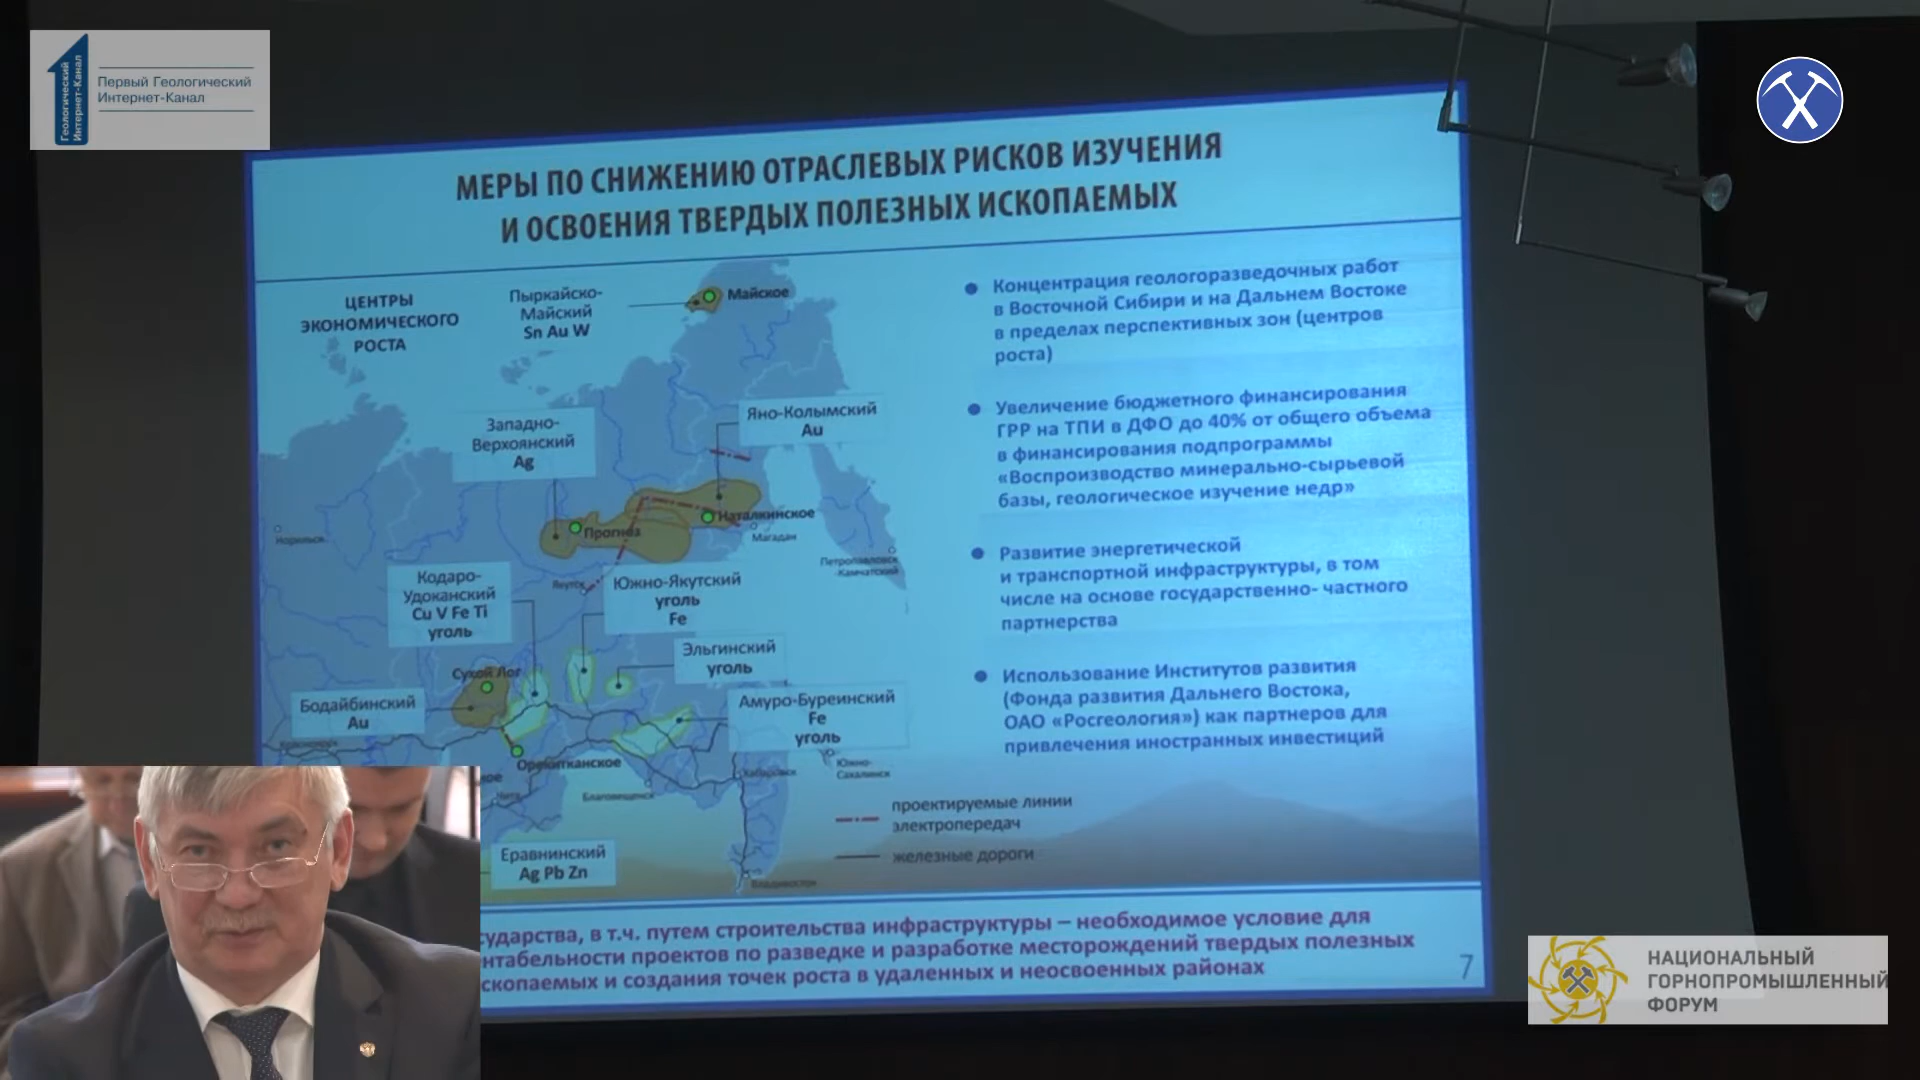 Геологический
Интернет-Канал
Первый Геологический
Интернет-Канал
МЕРЫ ПО СНИЖЕНИЮ ОТРАСЛЕВЫХ РИСКОВ ИЗУЧЕНИЯ
И ОСВОЕНИЯ ТВЕРДЫХ ПОЛЕЗНЫХ ИСКОПАЕМЫХ
ЦЕНТРЫ
ЭКОНОМИЧЕСКОГО
РОСТА
Пыркайско-
Майский
Sn Au W
Майское
Западно-
Верхоянский
Ag
Яно-Колымский
Au
Прогноз
Наталкинское
Магадан
Норильск
Петропавловск
-Камчатский
Якутск
Кодаро-
Удоканский
Cu V Fe Ti
уголь
Южно-Якутский
уголь
Fe
Эльгинский
уголь
Сухой Лог
Бодайбинский
Au
Амуро-Буреинский
Fe
уголь
Красноярск
Орекитканское
ное
Чита
Благовещенск
Хабаровск
Южно-
Сахалинск
Еравнинский
Ag Pb Zn
Владивосток
проектируемые линии
электропередач
железные дороги
Концентрация геологоразведочных работ
в Восточной Сибири и на Дальнем Востоке
в пределах перспективных зон (центров
роста)
Увеличение бюджетного финансирования
ГРР на ТПИ в ДФО до 40% от общего объема
в финансирования подпрограммы
«Воспроизводство минерально-сырьевой
базы, геологическое изучение недр»
Развитие энергетической
и транспортной инфраструктуры, в том
числе на основе государственно- частного
партнерства
Использование Институтов развития
(Фонда развития Дальнего Востока,
ОАО «Росгеология») как партнеров для
привлечения иностранных инвестиций
сударства, в т.ч. путем строительства инфраструктуры – необходимое условие для
нтабельности проектов по разведке и разработке месторождений твердых полезных
скопаемых и создания точек роста в удаленных и неосвоенных районах
7
НАЦИОНАЛЬНЫЙ
ГОРНОПРОМЫШЛЕННЫЙ
ФОРУМ